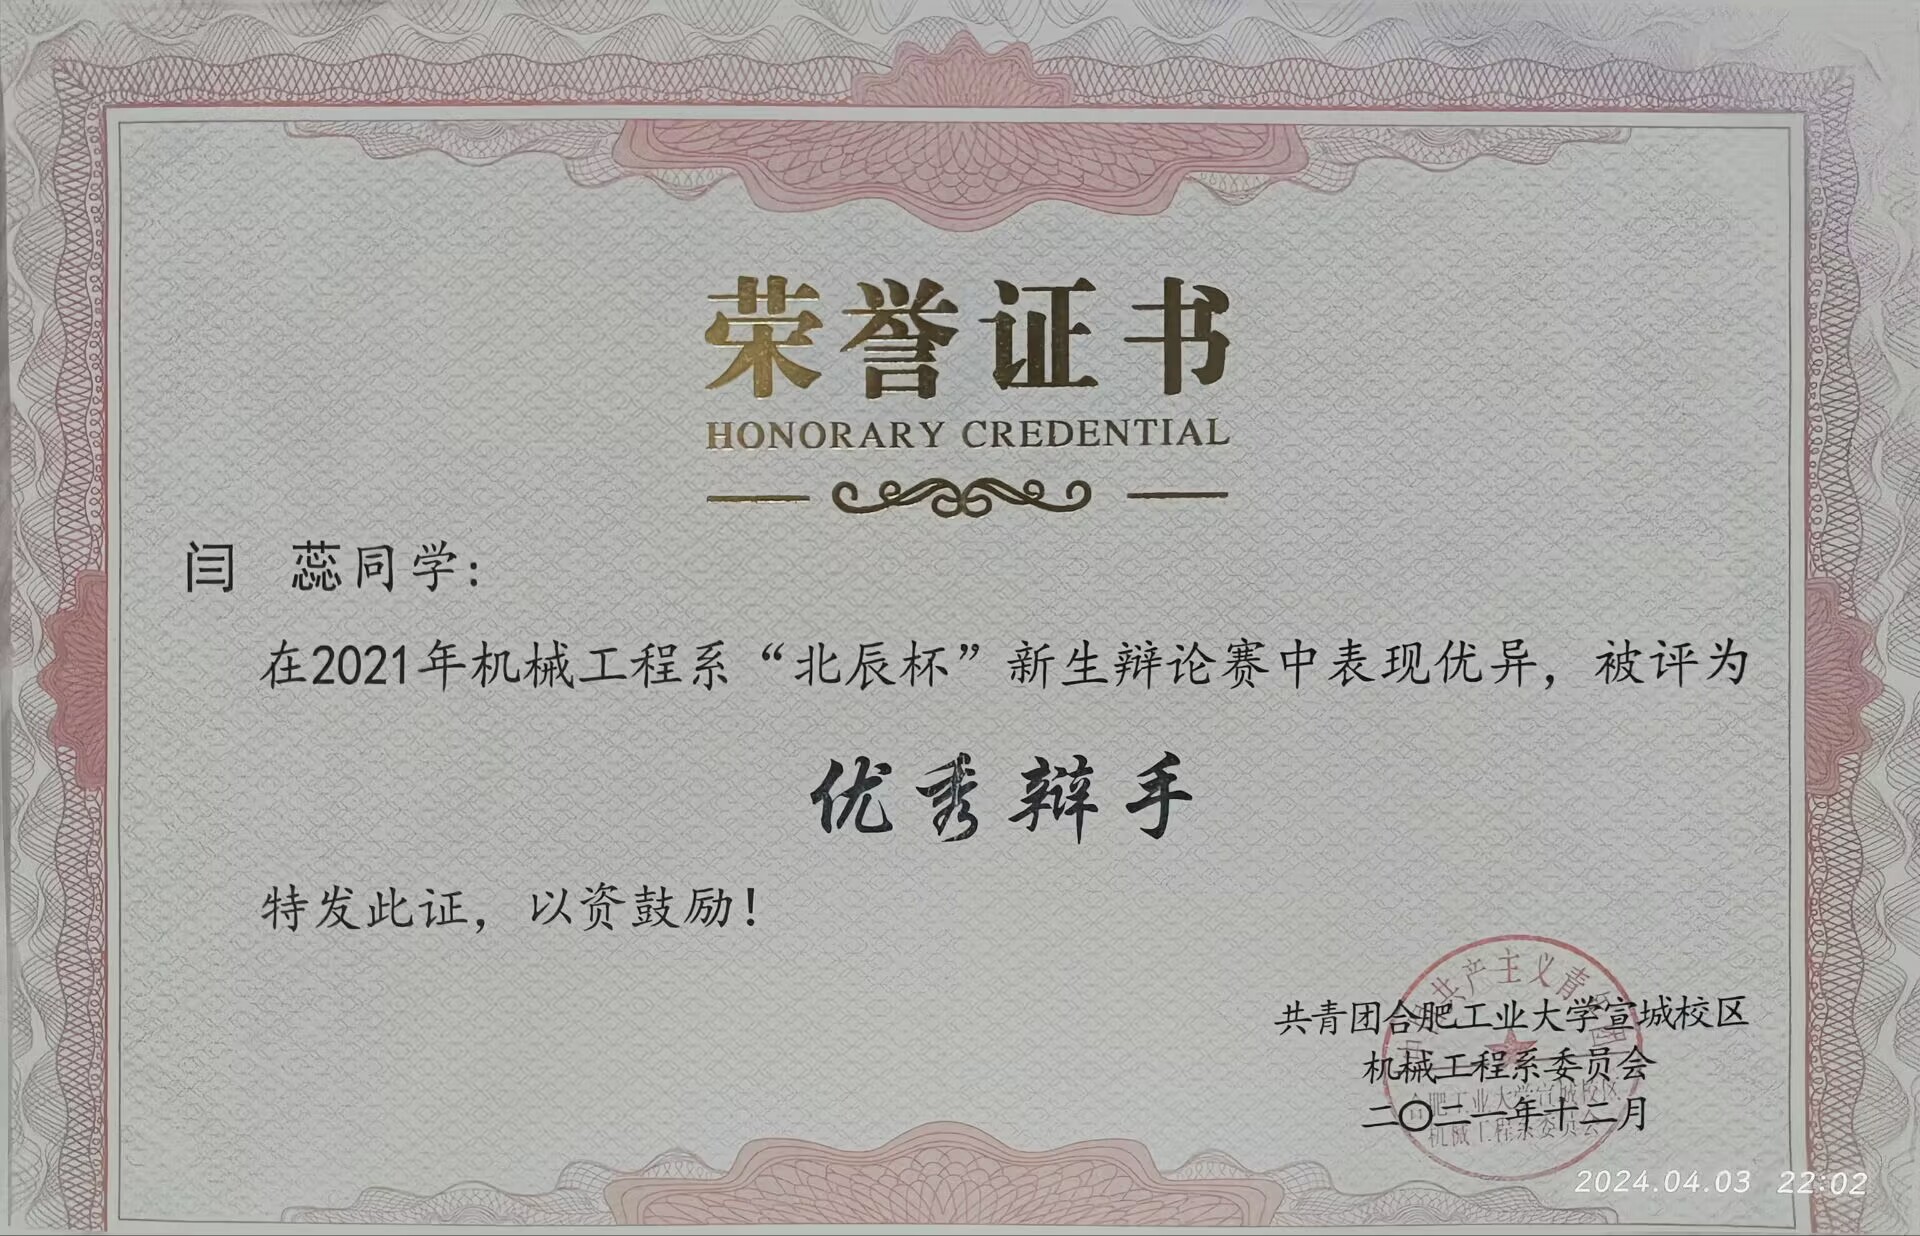 荣誉证书
HONORARY CREDENTIAL
闫 蕊同学:
在2021年机械工程系“北辰杯”新生辩论赛中表现优异，被评为
优秀辩手
特发此证，以资鼓励！
共青团合肥工业大学宣城校区
机械工程系委员会
二〇二一年十二月
共产主义青
肥工业大学宣城校区
机械工程系委员会
2024.04.03 22:02